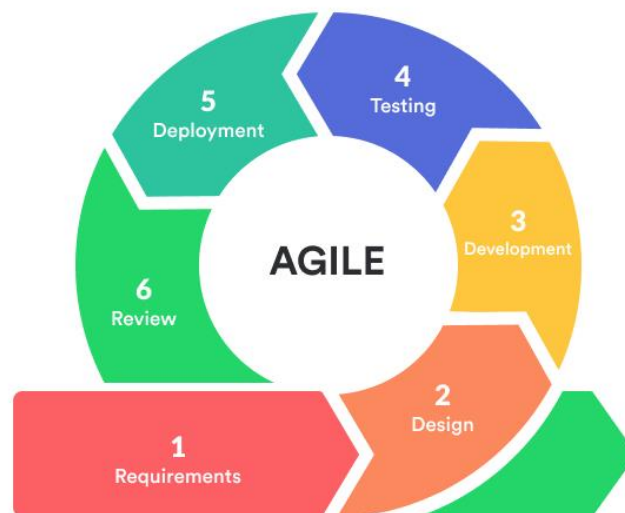 4
Testing
5
Deployment
3
Development
AGILE
6
Review
2
Design
1
Requirements